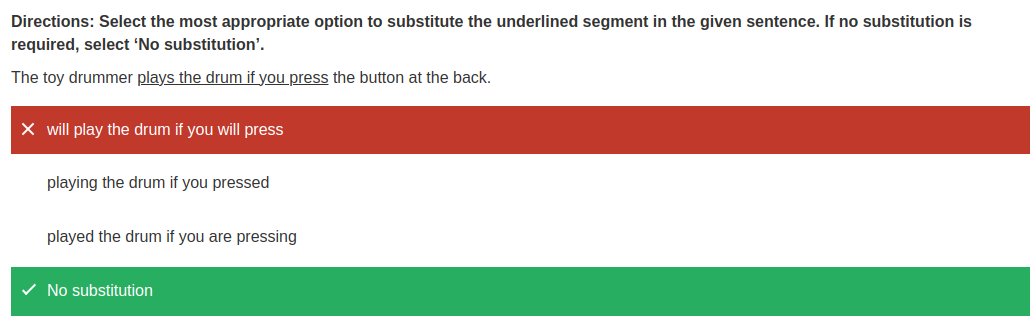 Directions: Select the most appropriate option to substitute the underlined segment in the given sentence. If no substitution is
required, select ‘No substitution’.
The toy drummer plays the drum if you press the button at the back.
will play the drum if you will press
playing the drum if you pressed
played the drum if you are pressing
No substitution